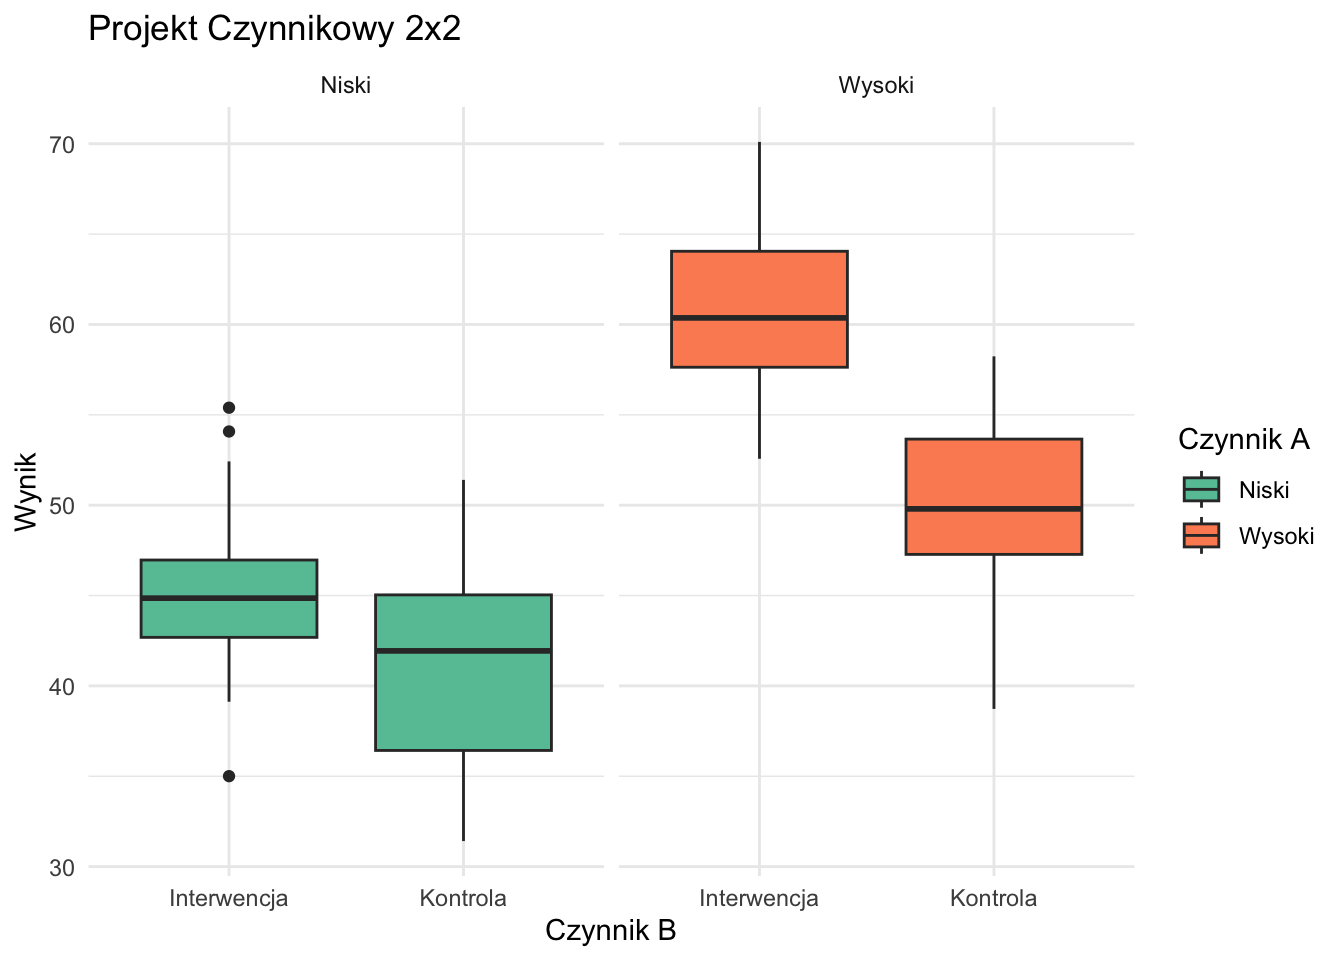 Projekt Czynnikowy 2x2
Niski
Wysoki
70
60
50
40
30
Wynik
Interwencja
Kontrola
Interwencja
Kontrola
Czynnik B
Czynnik A
Niski
Wysoki